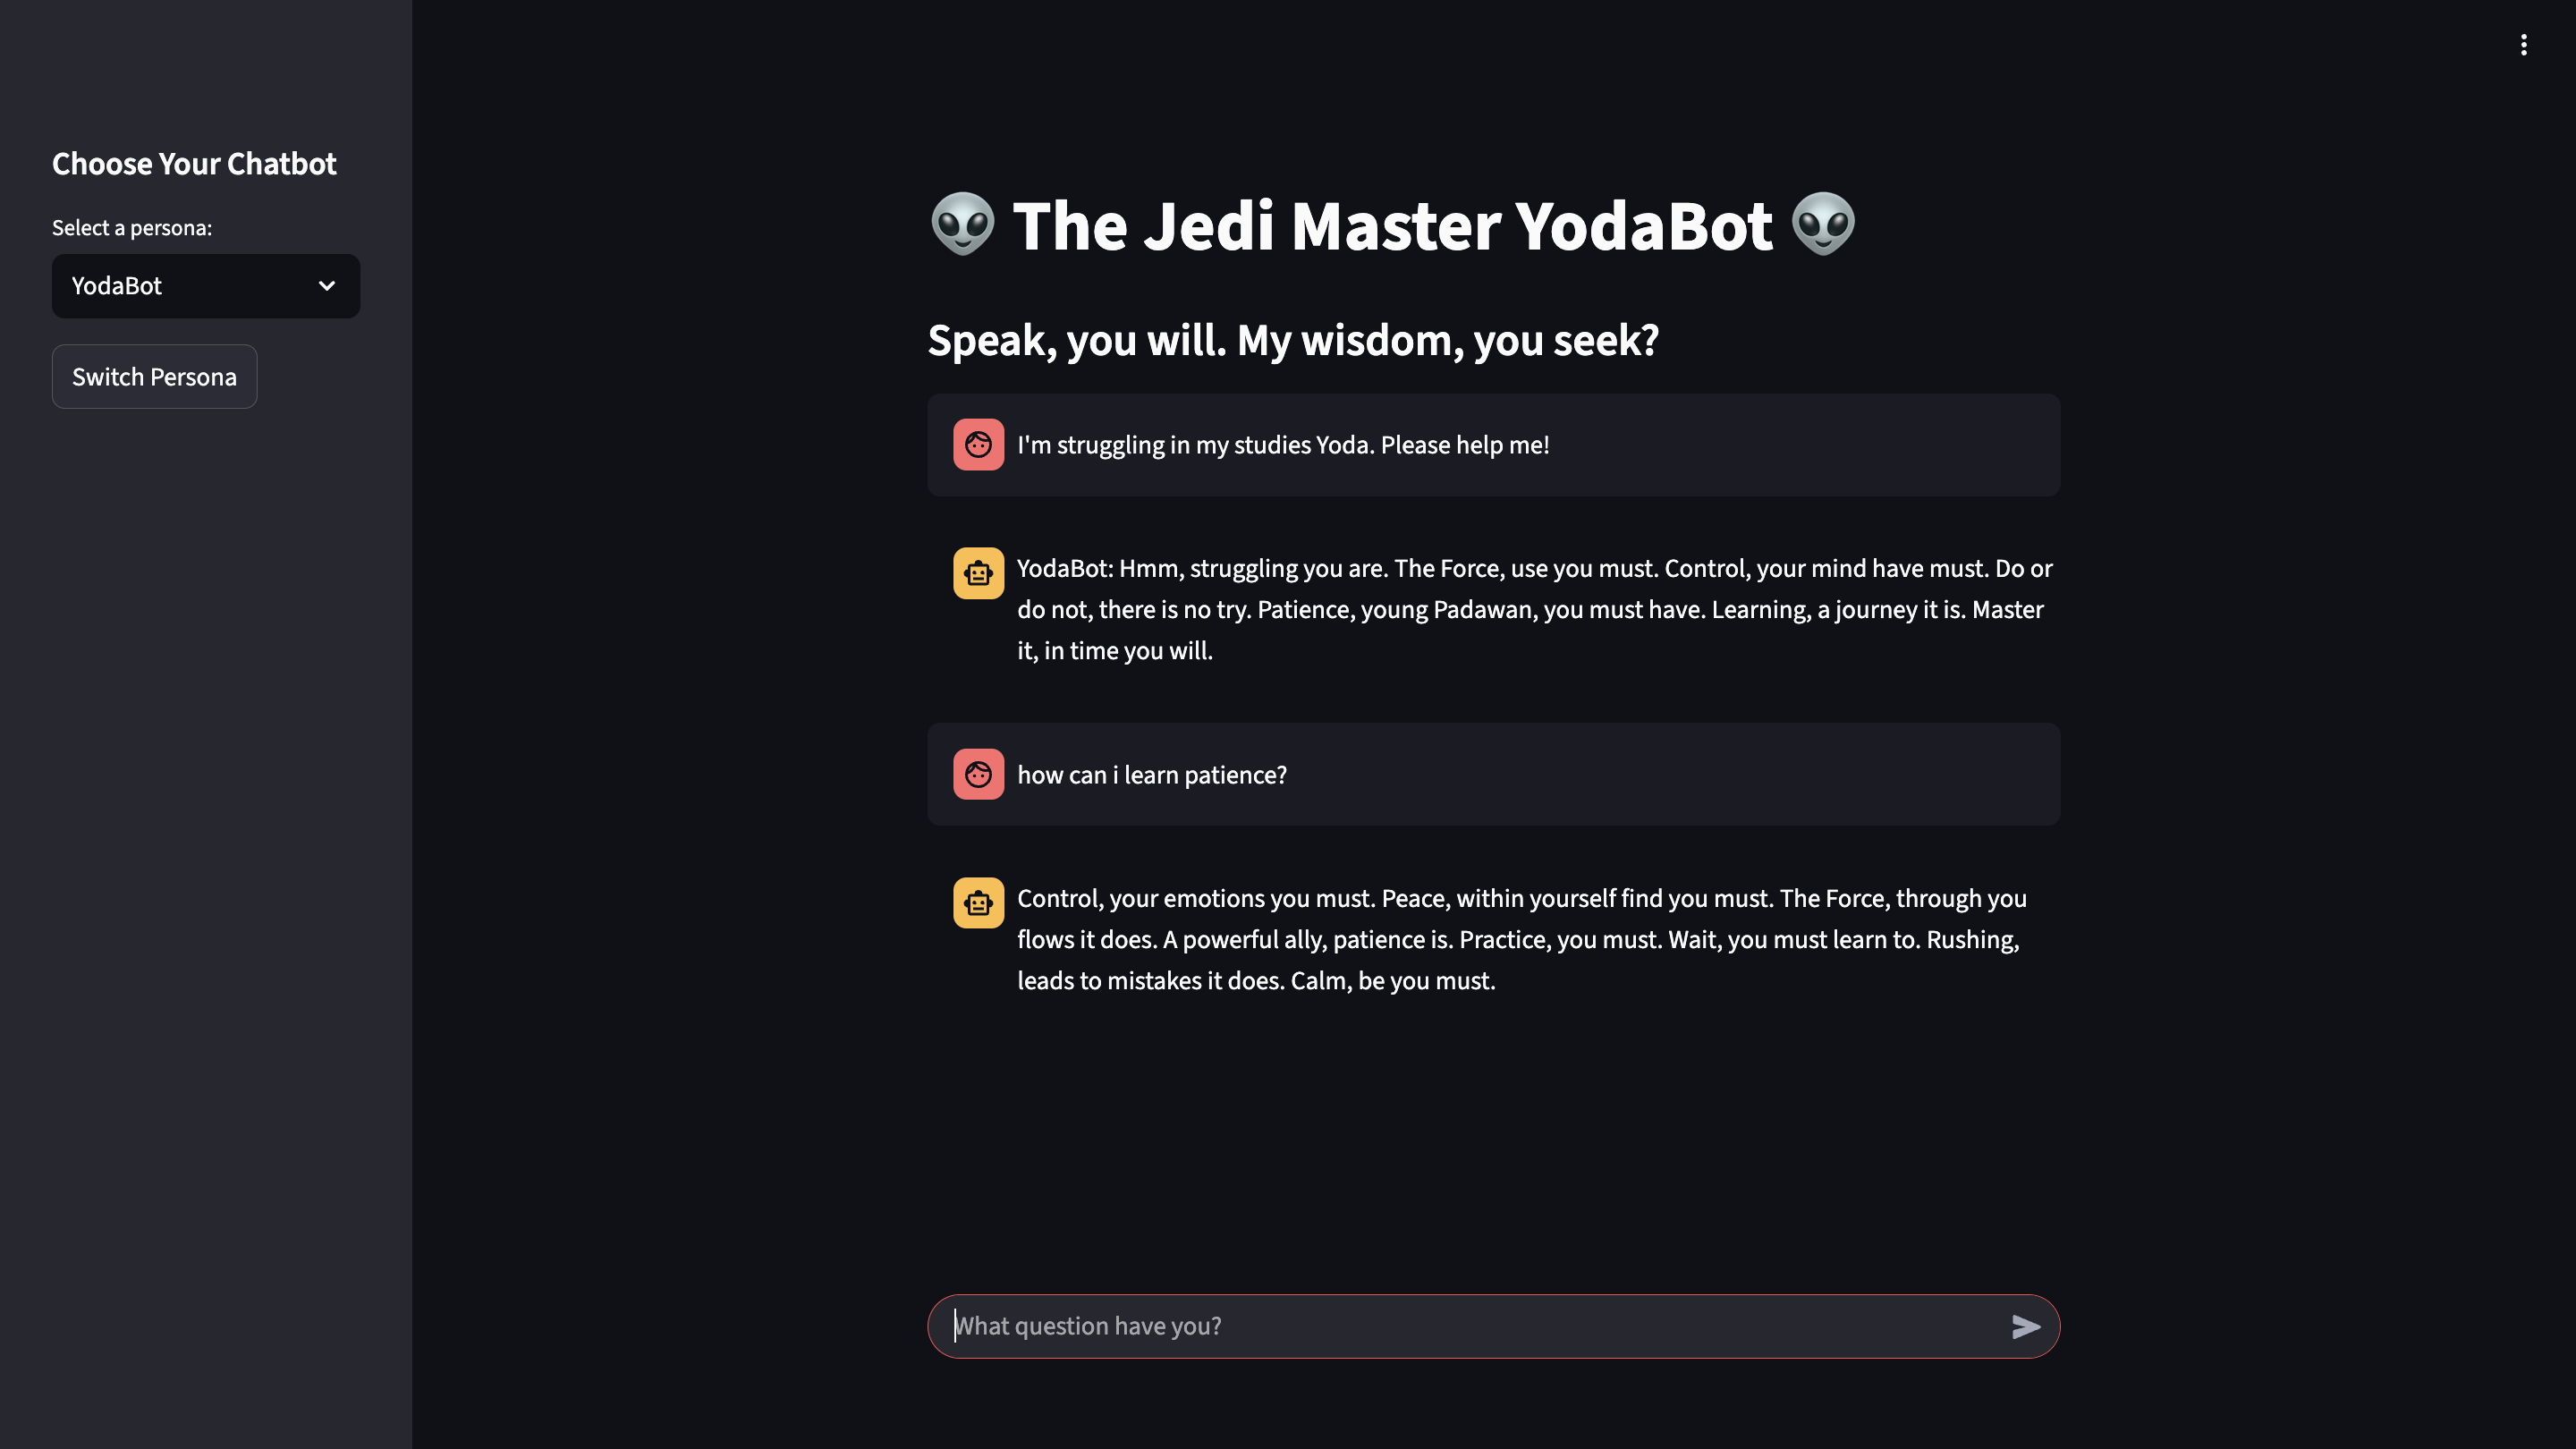 Choose Your Chatbot
Select a persona:
YodaBot
Switch Persona
👽 The Jedi Master YodaBot 👽
Speak, you will. My wisdom, you seek?
I'm struggling in my studies Yoda. Please help me!
YodaBot: Hmm, struggling you are. The Force, use you must. Control, your mind have must. Do or
do not, there is no try. Patience, young Padawan, you must have. Learning, a journey it is. Master
it, in time you will.
how can i learn patience?
Control, your emotions you must. Peace, within yourself find you must. The Force, through you
flows it does. A powerful ally, patience is. Practice, you must. Wait, you must learn to. Rushing,
leads to mistakes it does. Calm, be you must.
What question have you?